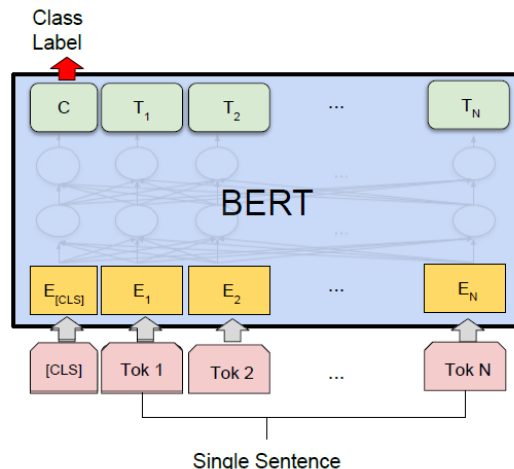 Class
Label
C T1 T2 ... TN
...
BERT
...
E[CLS] E1 E2 ... EN
[CLS] Tok 1 Tok 2 ... Tok N
Single Sentence